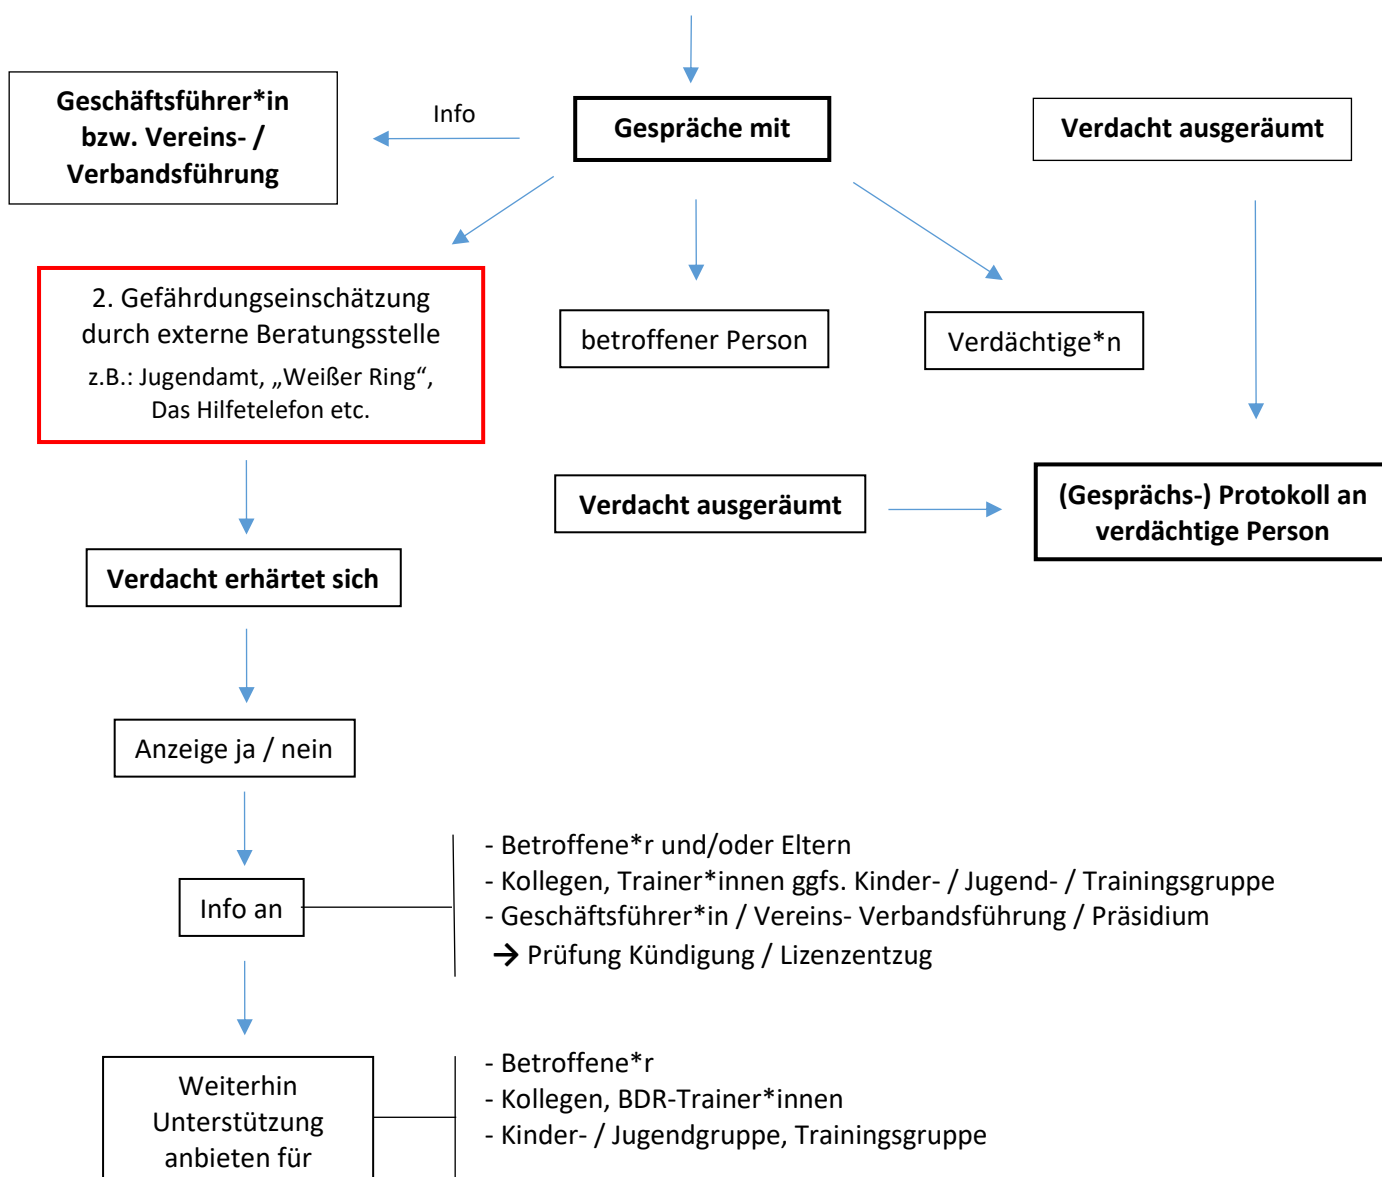 Geschäftsführer*in
bzw. Vereins- /
Verbandsführung
Info
Gespräche mit
Verdacht ausgeräumt
2. Gefährdungseinschätzung
durch externe Beratungsstelle
z.B.: Jugendamt, „Weißer Ring“,
Das Hilfetelefon etc.
betroffener Person
Verdächtige*n
Verdacht ausgeräumt
(Gesprächs-) Protokoll an
verdächtige Person
Verdacht erhärtet sich
Anzeige ja / nein
Info an
- Betroffene*r und/oder Eltern
- Kollegen, Trainer*innen ggfs. Kinder- / Jugend- / Trainingsgruppe
- Geschäftsführer*in / Vereins- Verbandsführung / Präsidium
→ Prüfung Kündigung / Lizenzentzug
Weiterhin
Unterstützung
anbieten für
- Betroffene*r
- Kollegen, BDR-Trainer*innen
- Kinder- / Jugendgruppe, Trainingsgruppe